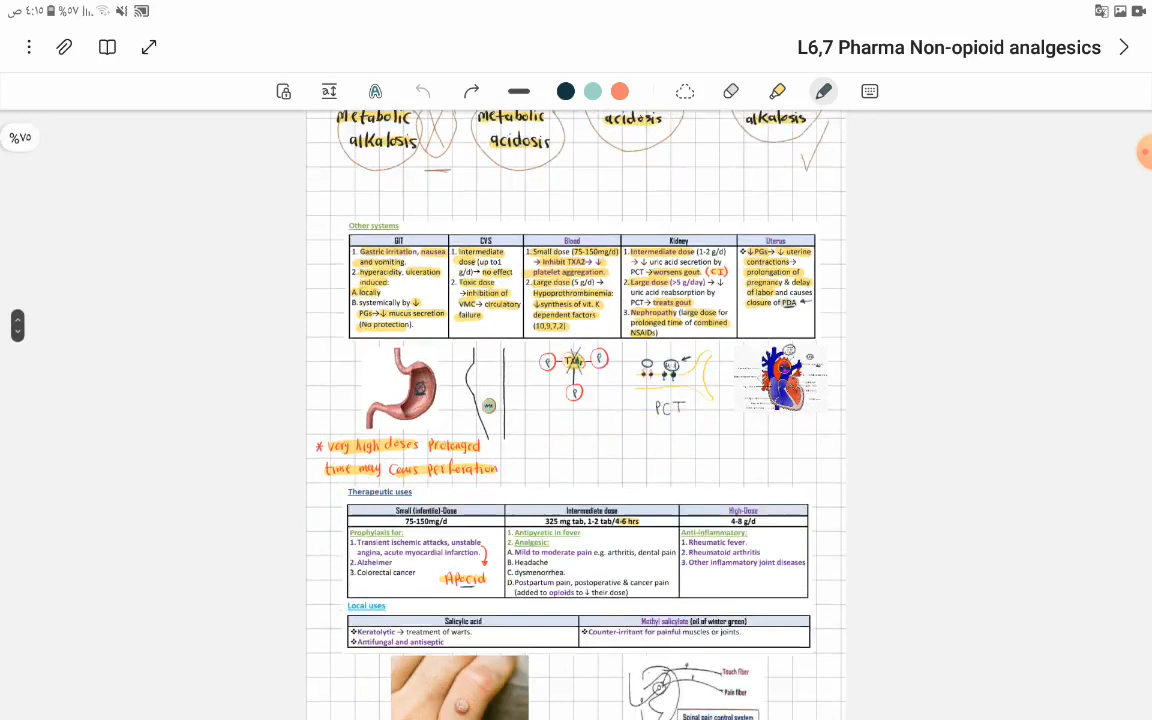 ص ٤:١٥ %٥٧
L6,7 Pharma Non-opioid analgesics
%٧٥
Metabolic
alkalosis
metabolic
acidosis
acidosis
alkalosis
Other systems
GIT
1. Gastric irritation, nausea
and vomiting.
2. hyperacidity, ulceration
induced:
A. locally
B. systemically by ↓
PGs→↓ mucus secretion
(No protection).
CVS
1. Intermediate
dose (up to1
g/d)→ no effect
2. Toxic dose
→inhibition of
VMC→ circulatory
failure
Blood
1. Small dose (75-150mg/d)
→ Inhibit TXA2→ ↓
platelet aggregation.
2. Large dose (5 g/d) →
Hypoprothrombinemia:
↓synthesis of vit. K
dependent factors
(10,9,7,2)
Kidney
1. Intermediate dose (1-2 g/d)
→ ↓ uric acid secretion by
PCT →worsens gout. (CI)
2. Large dose (>5 g/day) → ↓
uric acid reabsorption by
PCT→ treats gout
3. Nephropathy (large dose for
prolonged time of combined
NSAIDs)
Uterus
❖↓PGs→ ↓ uterine
contractions→
prolongation of
pregnancy & delay
of labor and causes
closure of PDA
P TXA₂ P
P
PCT
* very high doses prolonged
time may caus perforation
Therapeutic uses
Small (infentile)-Dose
75-150mg/d
Prophylaxis for:
1. Transient ischemic attacks, unstable
angina, acute myocardial infarction.
2. Alzheimer
3. Colorectal cancer
Apocid
Intermediate dose
325 mg tab, 1-2 tab/4-6 hrs
1. Antipyretic in fever
2. Analgesic:
A. Mild to moderate pain e.g. arthritis, dental pain
B. Headache
C. dysmenorrhea.
D. Postpartum pain, postoperative & cancer pain
(added to opioids to ↓ their dose)
High-Dose
4-8 g/d
Anti-inflammatory:
1. Rheumatic fever.
2. Rheumatoid arthritis
3. Other inflammatory joint diseases
Local uses
Salicylic acid
❖Keratolytic → treatment of warts.
❖Antifungal and antiseptic
Methyl salicylate (oil of winter green)
❖Counter-irritant for painful muscles or joints.
Touch fiber
Pain fiber
Spinal pain control system